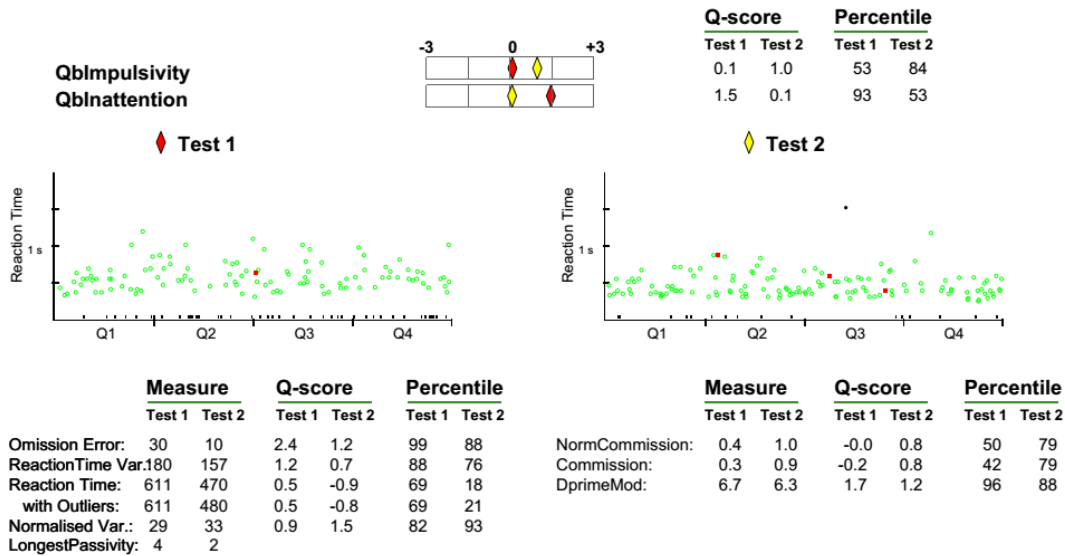 Q-score Percentile
-3 0 +3 Test 1 Test 2 Test 1 Test 2
QbImpulsivity 0.1 1.0 53 84
QbInattention 1.5 0.1 93 53
Test 1 Test 2
Reaction Time 1 s Reaction Time 1 s
Q1 Q2 Q3 Q4 Q1 Q2 Q3 Q4
Measure Q-score Percentile Measure Q-score Percentile
Test 1 Test 2 Test 1 Test 2 Test 1 Test 2 Test 1 Test 2 Test 1 Test 2 Test 1 Test 2
Omission Error: 30 10 2.4 1.2 99 88 NormCommission: 0.4 1.0 -0.0 0.8 50 79
ReactionTime Var.:180 157 1.2 0.7 88 76 Commission: 0.3 0.9 -0.2 0.8 42 79
Reaction Time: 611 470 0.5 -0.9 69 18 DprimeMod: 6.7 6.3 1.7 1.2 96 88
with Outliers: 611 480 0.5 -0.8 69 21
Normalised Var.: 29 33 0.9 1.5 82 93
LongestPassivity: 4 2